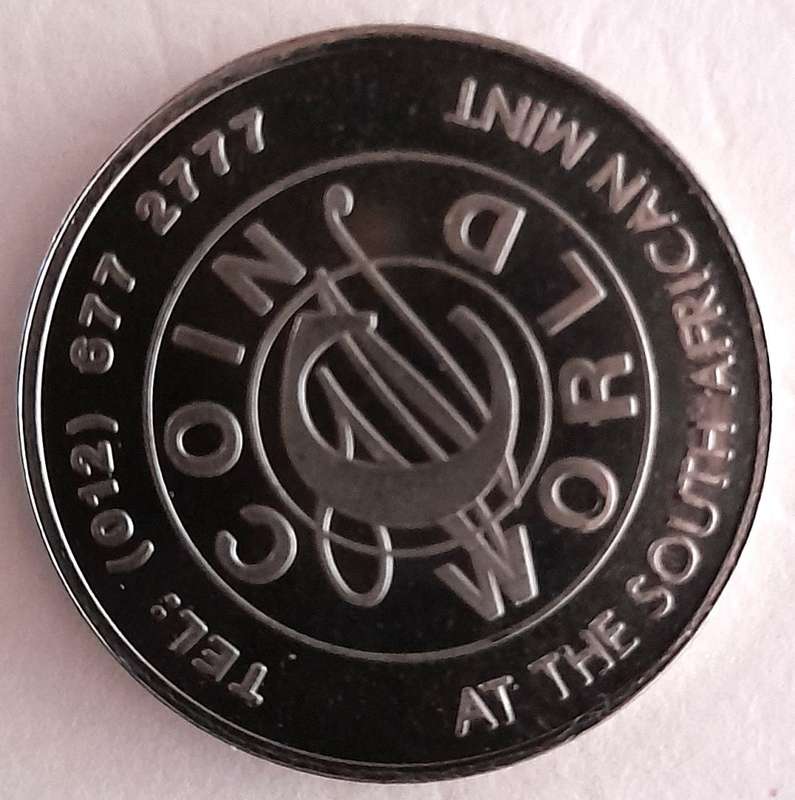 COIN WORLD
TEL: (012) 677 2777
AT THE SOUTH AFRICAN MINT